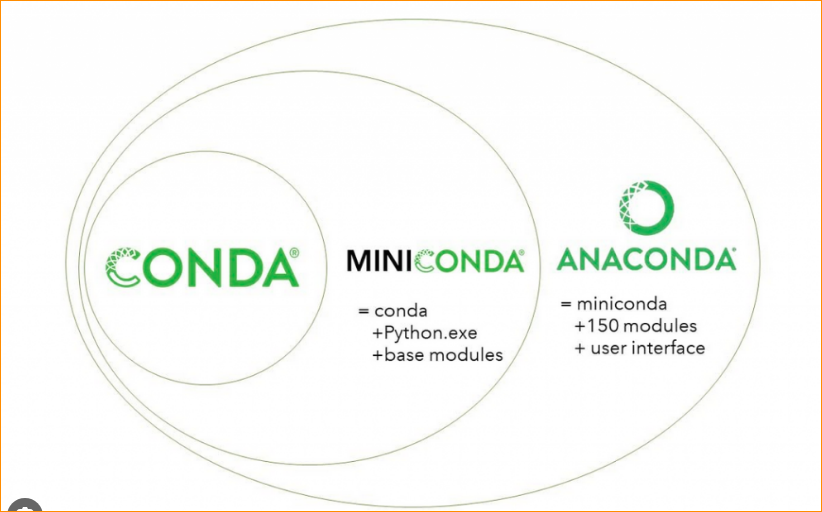 CONDA®
MINICONDA®
= conda
+Python.exe
+base modules
ANACONDA®
= miniconda
+150 modules
+ user interface